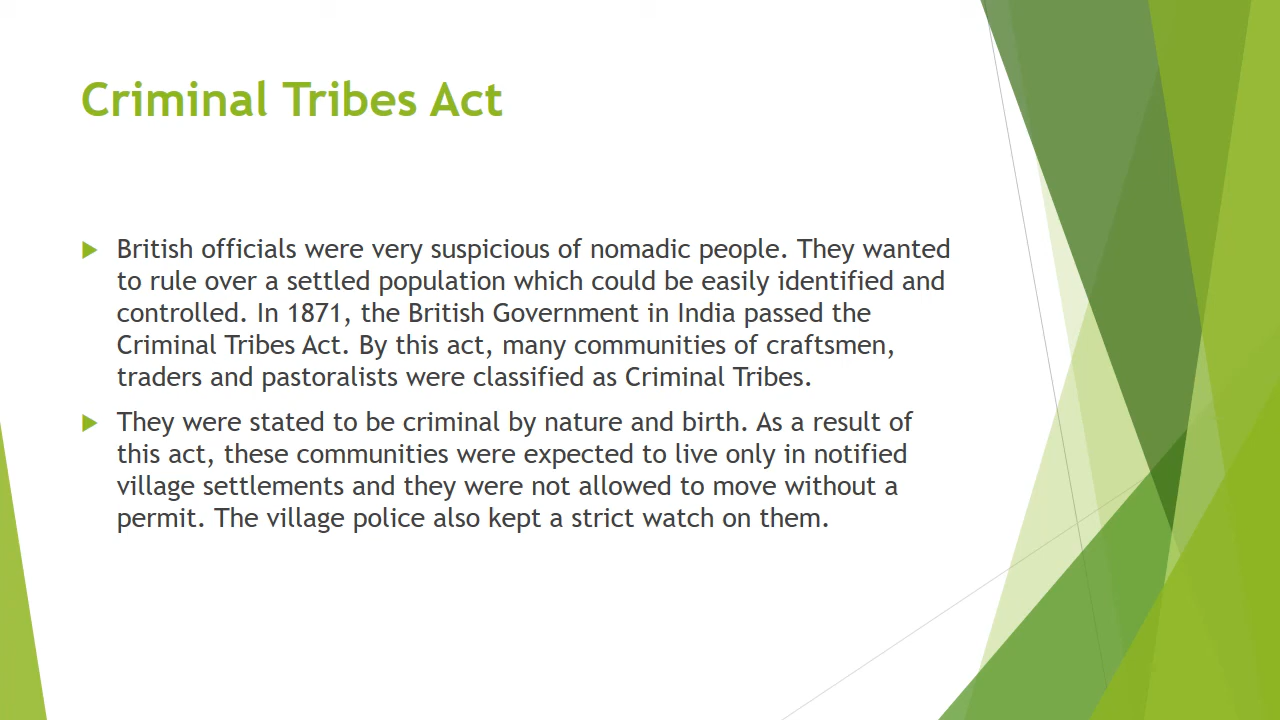 Criminal Tribes Act
British officials were very suspicious of nomadic people. They wanted
to rule over a settled population which could be easily identified and
controlled. In 1871, the British Government in India passed the
Criminal Tribes Act. By this act, many communities of craftsmen,
traders and pastoralists were classified as Criminal Tribes.
They were stated to be criminal by nature and birth. As a result of
this act, these communities were expected to live only in notified
village settlements and they were not allowed to move without a
permit. The village police also kept a strict watch on them.